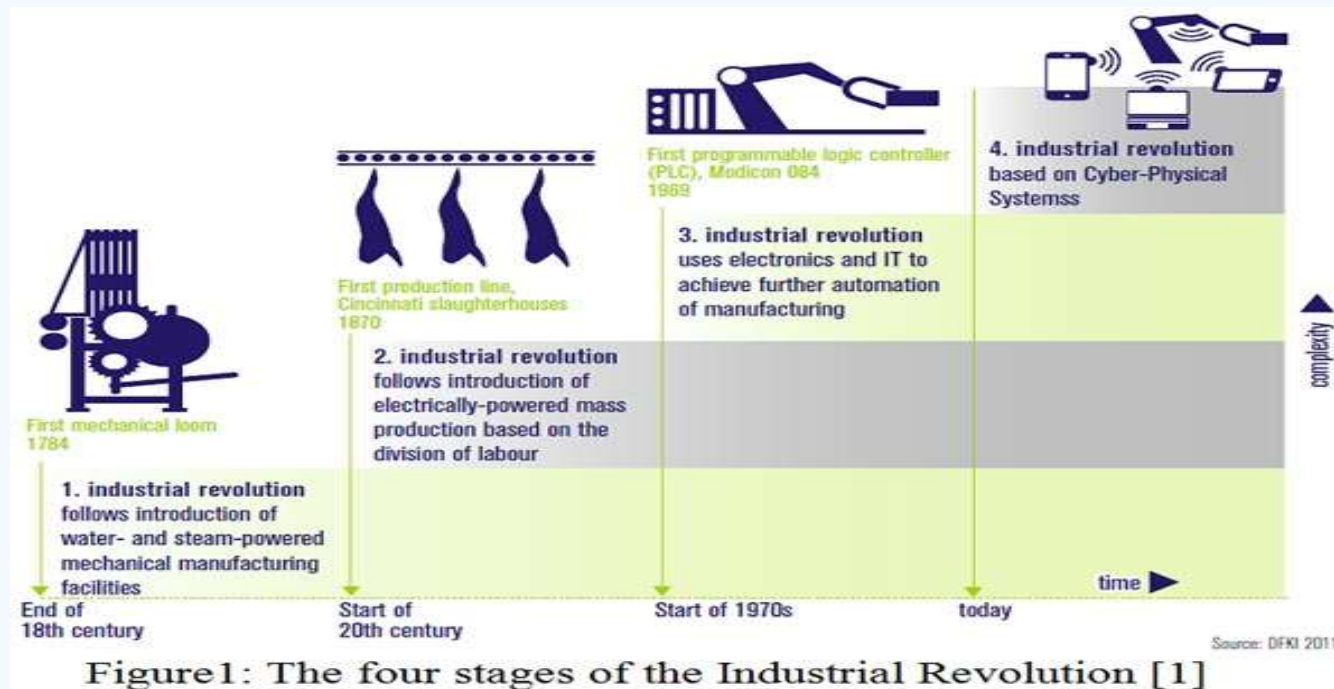 4. industrial revolution
based on Cyber-Physical
Systemss
First programmable logic controller
(PLC), Modicon 084
1969
3. industrial revolution
uses electronics and IT to
achieve further automation
of manufacturing
First production line,
Cincinnati slaughterhouses
1870
2. industrial revolution
follows introduction of
electrically-powered mass
production based on the
division of labour
First mechanical loom
1784
1. industrial revolution
follows introduction of
water- and steam-powered
mechanical manufacturing
facilities
complexity
time
End of
18th century
Start of
20th century
Start of 1970s
today
Source: DFKI 2011
Figure1: The four stages of the Industrial Revolution [1]